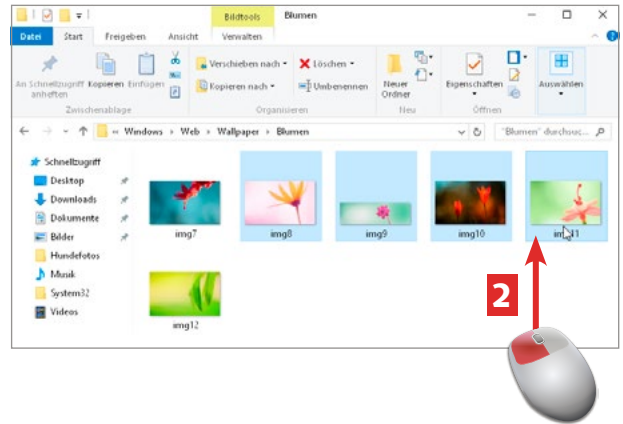 Bildtools Blumen
Datei Start Freigeben Ansicht Verwalten
An Schnellzugriff anheften
Kopieren
Einfügen
Verschieben nach
Kopieren nach
Löschen
Umbenennen
Neuer Ordner
Eigenschaften
Auswählen
Zwischenablage Organisieren Neu Öffnen
« Windows › Web › Wallpaper › Blumen
"Blumen" durchsuc...
Schnellzugriff
Desktop
Downloads
Dokumente
Bilder
Hundefotos
Musik
System32
Videos
img7 img8 img9 img10
img12
2